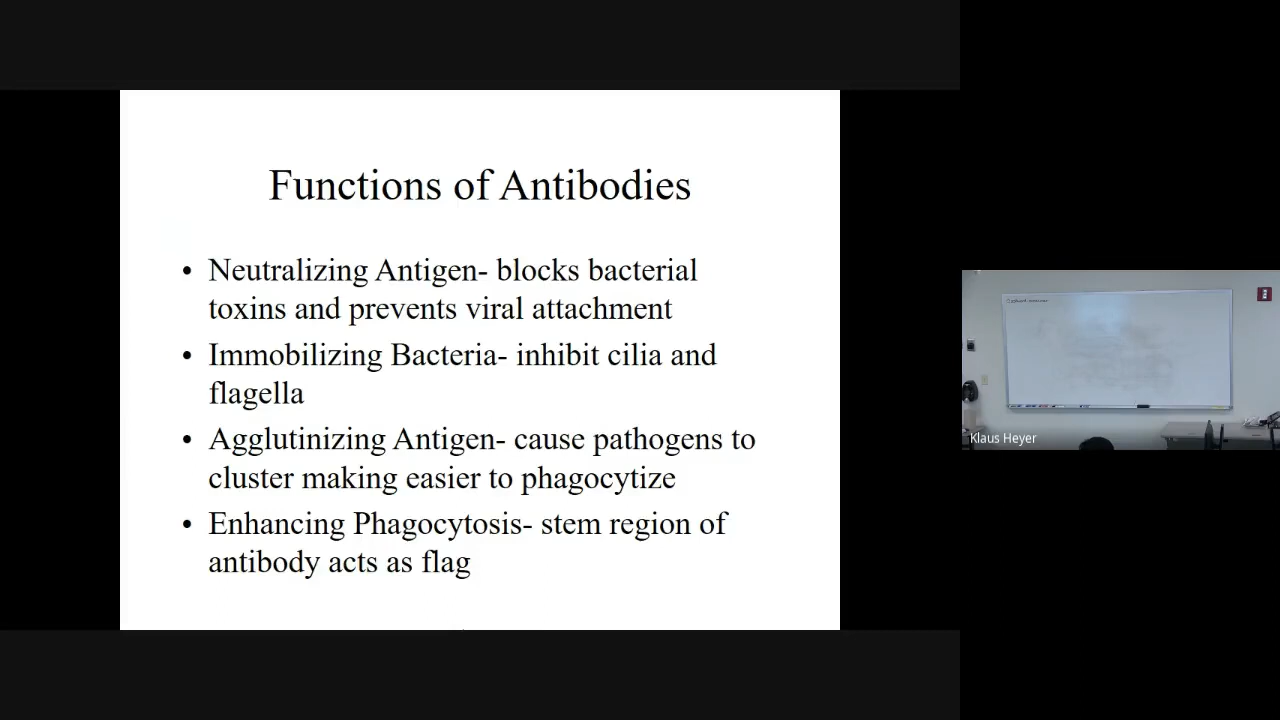 Functions of Antibodies
• Neutralizing Antigen- blocks bacterial
toxins and prevents viral attachment
• Immobilizing Bacteria- inhibit cilia and
flagella
• Agglutinizing Antigen- cause pathogens to
cluster making easier to phagocytize
• Enhancing Phagocytosis- stem region of
antibody acts as flag
Klaus Heyer